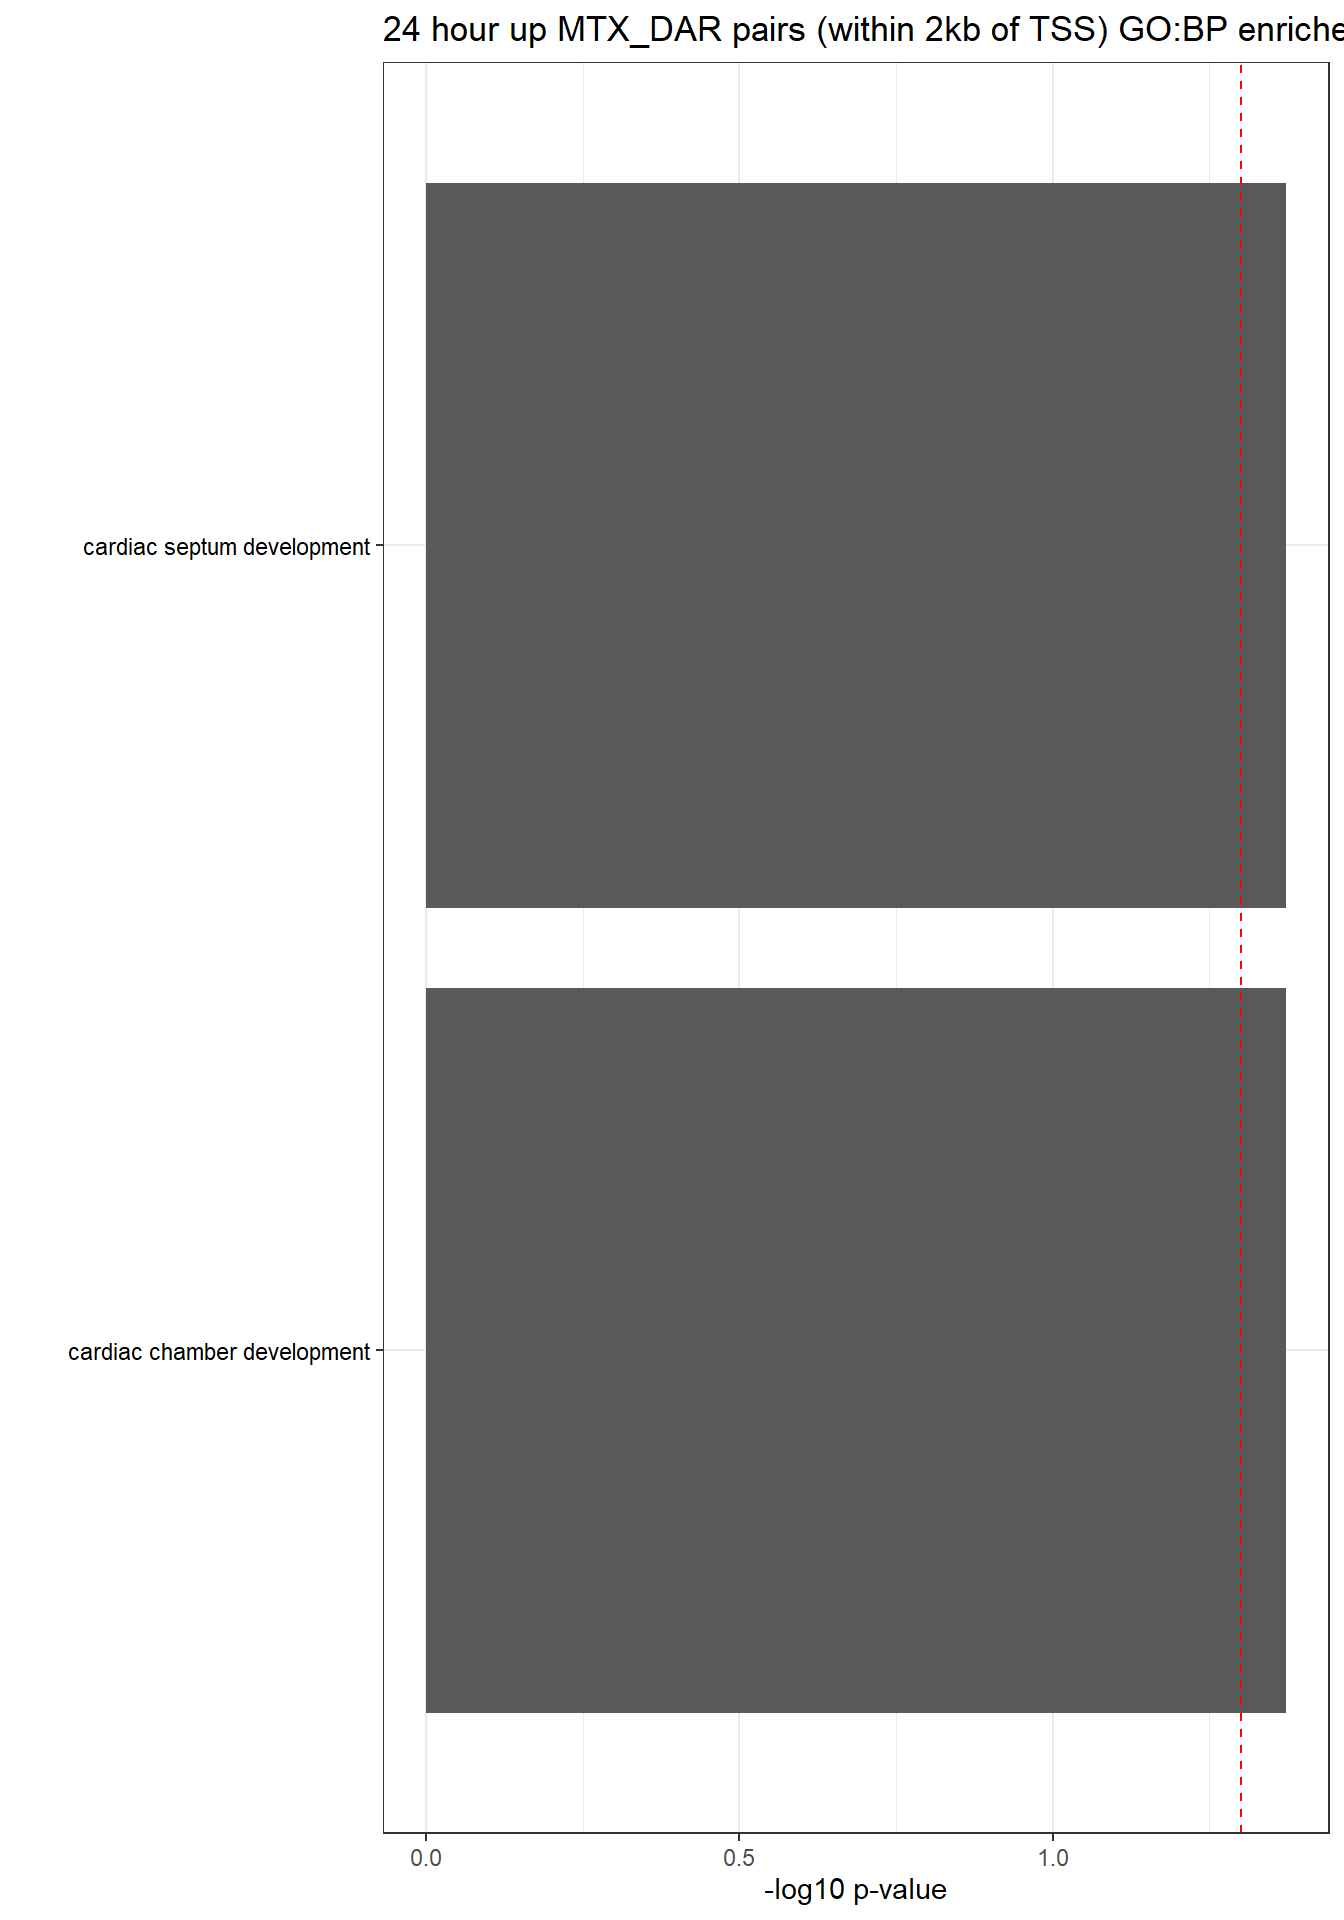 24 hour up MTX_DAR pairs (within 2kb of TSS) GO:BP enriche
cardiac septum development
cardiac chamber development
0.0 0.5 1.0
-log10 p-value